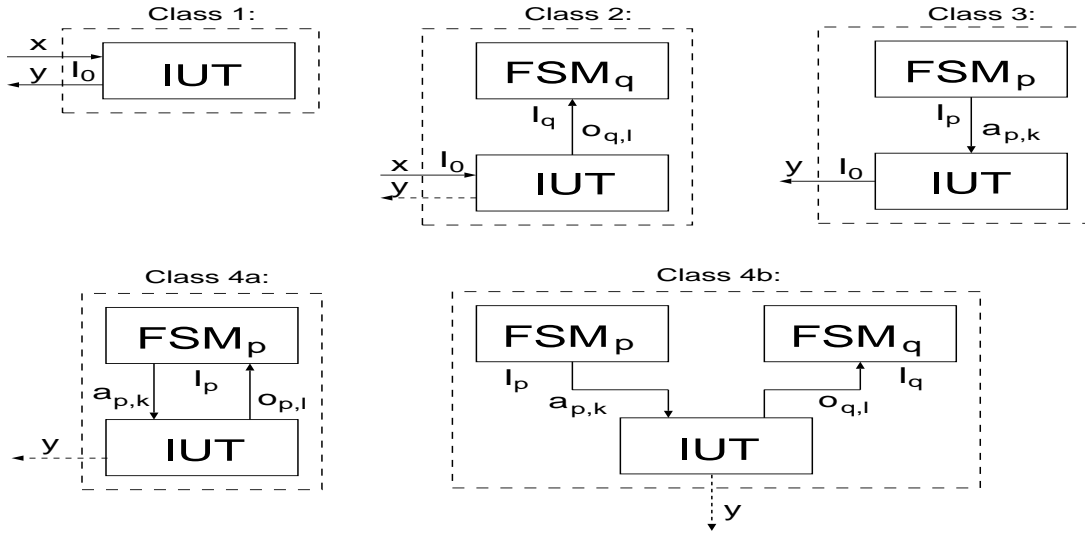 Class 1:
x
y
I0
IUT
Class 2:
FSMq
Iq
oq,l
x
I0
y
IUT
Class 3:
FSMp
Ip
ap,k
y
I0
IUT
Class 4a:
FSMp
Ip
ap,k
op,l
y
IUT
Class 4b:
FSMp
FSMq
Ip
Iq
ap,k
oq,l
IUT
y